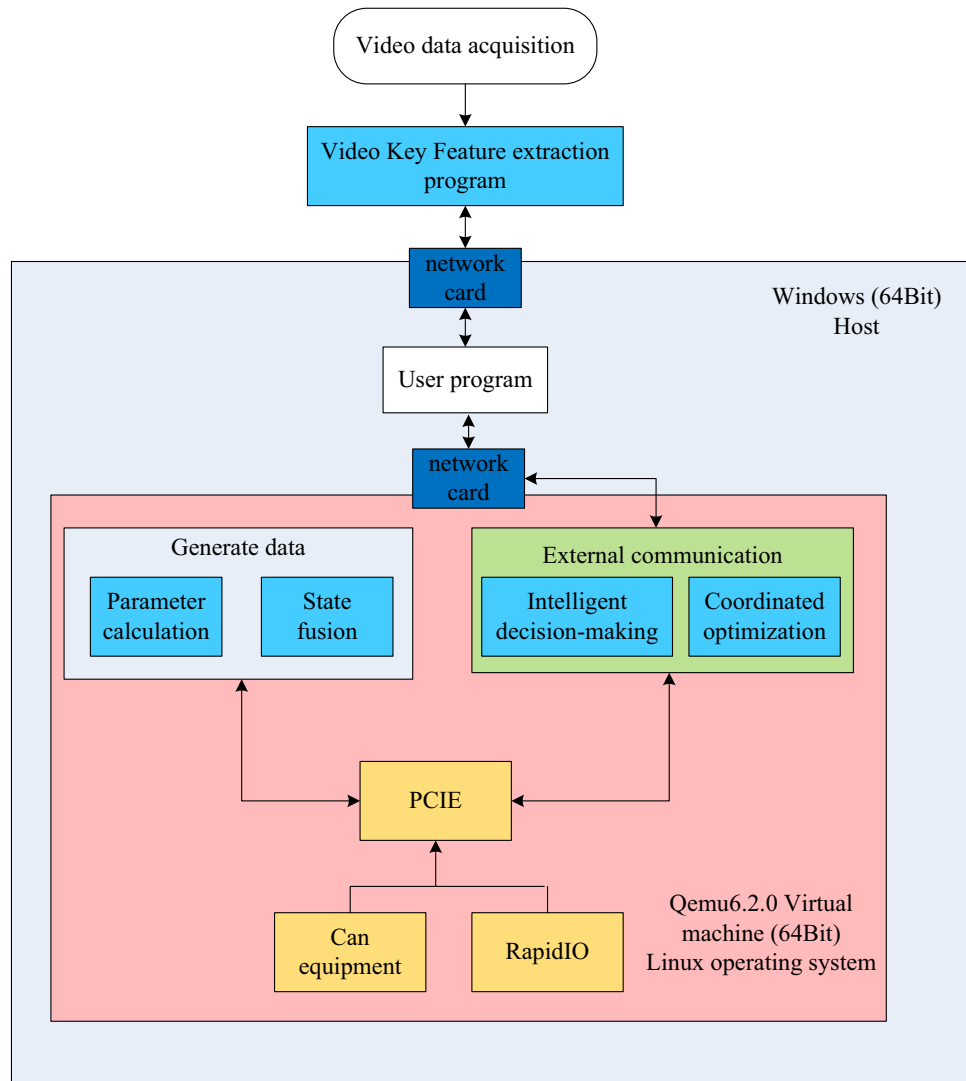 Video data acquisition
Video Key Feature extraction
program
network
card
Windows (64Bit)
Host
User program
network
card
Generate data
Parameter
calculation
State
fusion
External communication
Intelligent
decision-making
Coordinated
optimization
PCIE
Can
equipment
RapidIO
Qemu6.2.0 Virtual
machine (64Bit)
Linux operating system